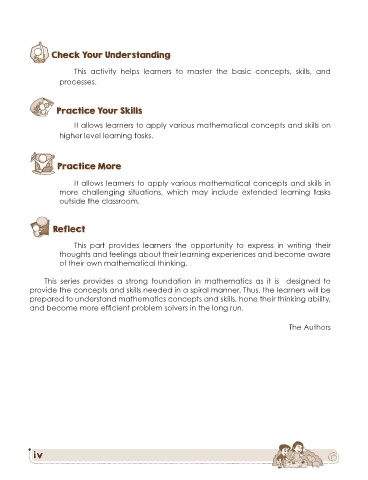 Check Your Understanding
This activity helps learners to master the basic concepts, skills, and
processes.
Practice Your Skills
It allows learners to apply various mathematical concepts and skills on
higher level learning tasks.
Practice More
It allows learners to apply various mathematical concepts and skills in
more challenging situations, which may include extended learning tasks
outside the classroom.
Reflect
This part provides learners the opportunity to express in writing their
thoughts and feelings about their learning experiences and become aware
of their own mathematical thinking.
This series provides a strong foundation in mathematics as it is designed to
provide the concepts and skills needed in a spiral manner. Thus, the learners will be
prepared to understand mathematics concepts and skills, hone their thinking ability,
and become more efficient problem solvers in the long run.
The Authors
iv